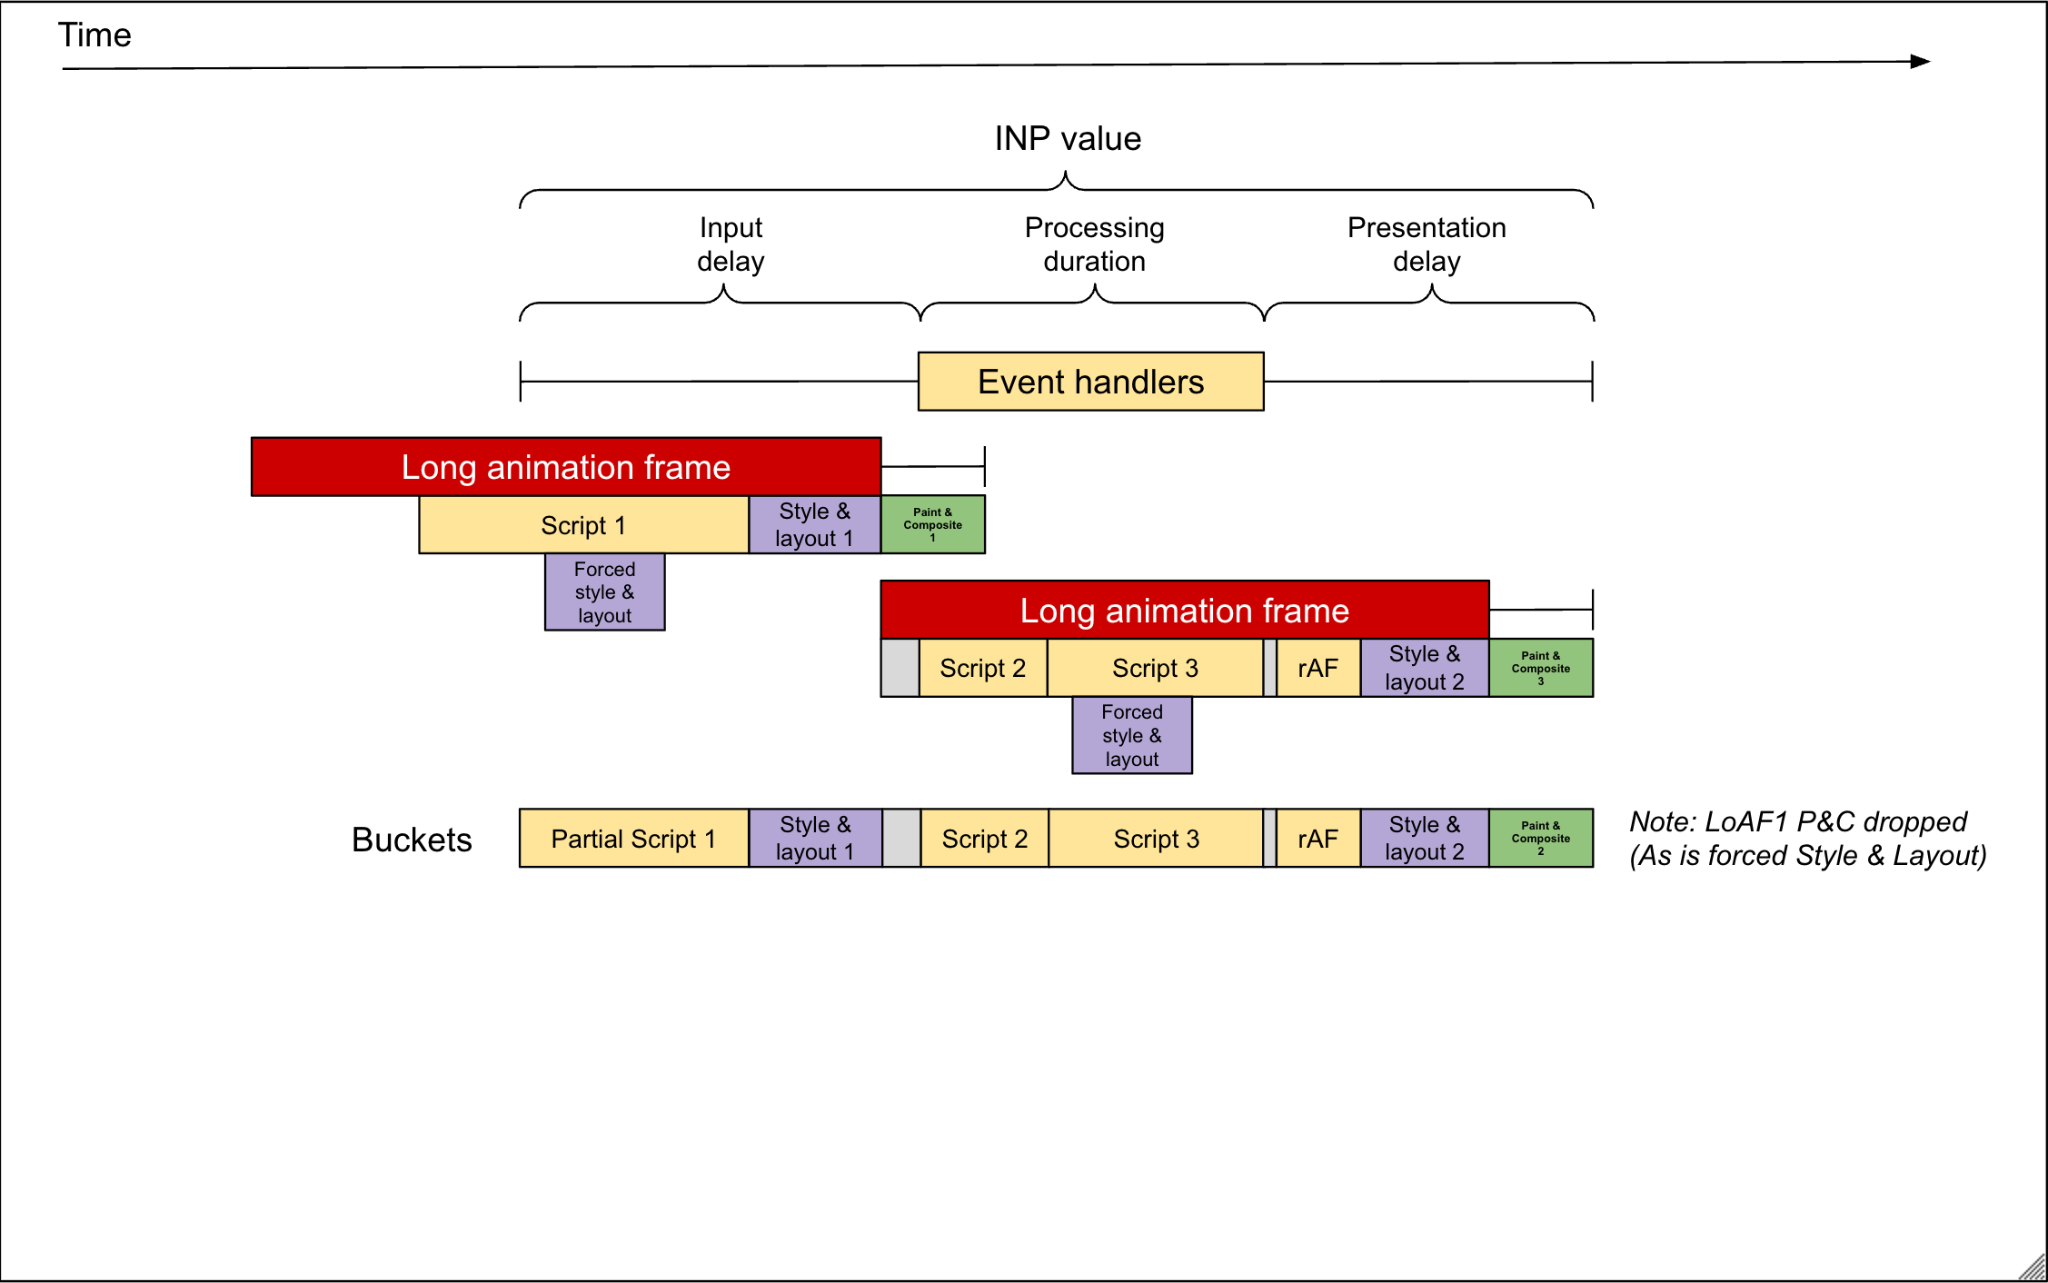 Time
INP value
Input
delay
Processing
duration
Presentation
delay
Event handlers
Long animation frame
Script 1
Style &
layout 1
Paint &
Composite
1
Forced
style &
layout
Long animation frame
Script 2
Script 3
rAF
Style &
layout 2
Paint &
Composite
3
Forced
style &
layout
Buckets
Partial Script 1
Style &
layout 1
Script 2
Script 3
rAF
Style &
layout 2
Paint &
Composite
2
Note: LoAF1 P&C dropped
(As is forced Style & Layout)